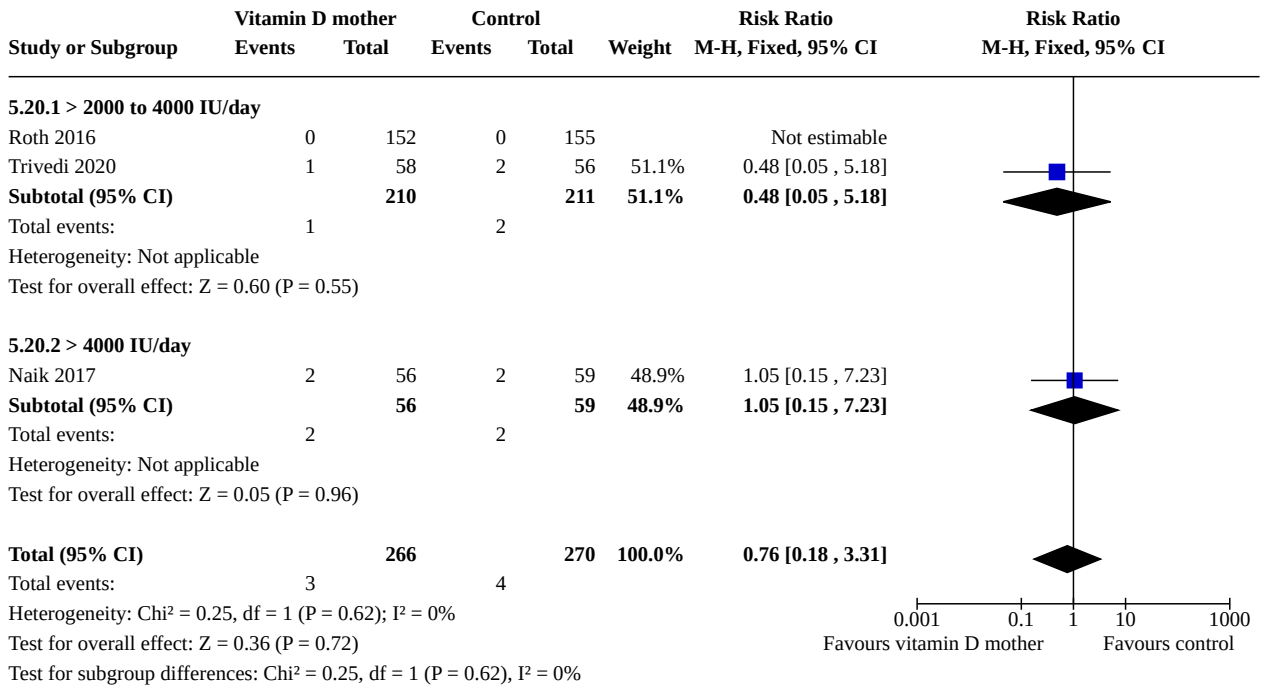 Vitamin D mother Control Risk Ratio Risk Ratio
Study or Subgroup Events Total Events Total Weight M-H, Fixed, 95% CI M-H, Fixed, 95% CI
5.20.1 > 2000 to 4000 IU/day
Roth 2016 0 152 0 155 Not estimable
Trivedi 2020 1 58 2 56 51.1% 0.48 [0.05 , 5.18]
Subtotal (95% CI) 210 211 51.1% 0.48 [0.05 , 5.18]
Total events: 1 2
Heterogeneity: Not applicable
Test for overall effect: Z = 0.60 (P = 0.55)
5.20.2 > 4000 IU/day
Naik 2017 2 56 2 59 48.9% 1.05 [0.15 , 7.23]
Subtotal (95% CI) 56 59 48.9% 1.05 [0.15 , 7.23]
Total events: 2 2
Heterogeneity: Not applicable
Test for overall effect: Z = 0.05 (P = 0.96)
Total (95% CI) 266 270 100.0% 0.76 [0.18 , 3.31]
Total events: 3 4
Heterogeneity: Chi² = 0.25, df = 1 (P = 0.62); I² = 0%
0.001 0.1 1 10 1000
Test for overall effect: Z = 0.36 (P = 0.72)
Favours vitamin D mother Favours control
Test for subgroup differences: Chi² = 0.25, df = 1 (P = 0.62), I² = 0%